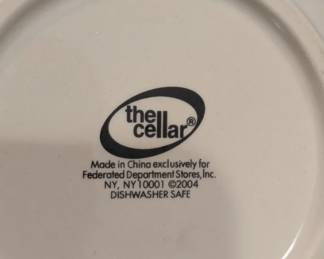 the
cellar®
Made in China exclusively for
Federated Department Stores, Inc.
NY, NY 10001 ©2004
DISHWASHER SAFE